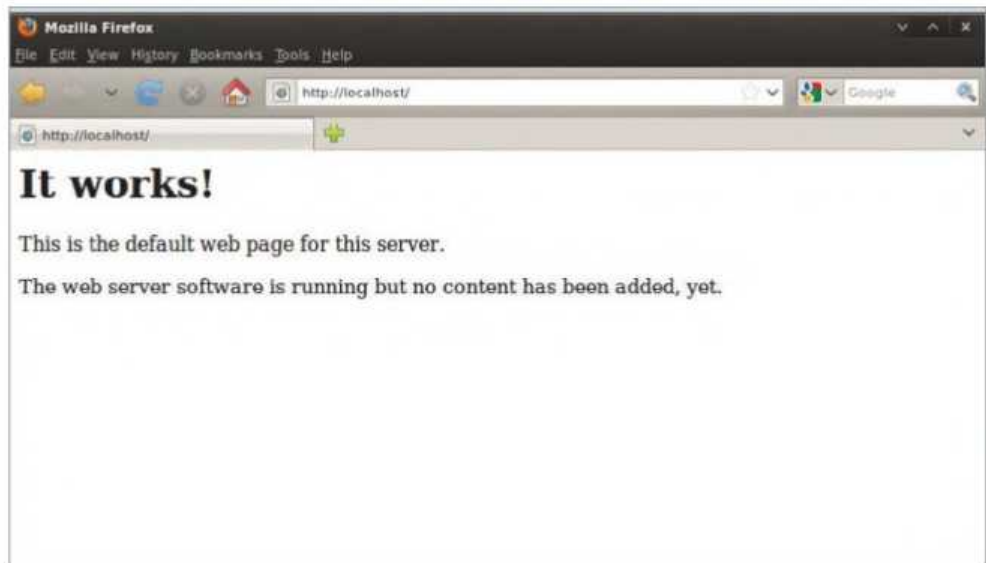 Mozilla Firefox
File Edit View History Bookmarks Tools Help
http://localhost/
Google
http://localhost/
It works!
This is the default web page for this server.
The web server software is running but no content has been added, yet.